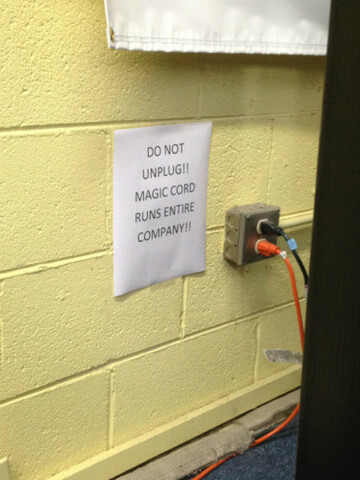 DO NOT
UNPLUG!!
MAGIC CORD
RUNS ENTIRE
COMPANY!!